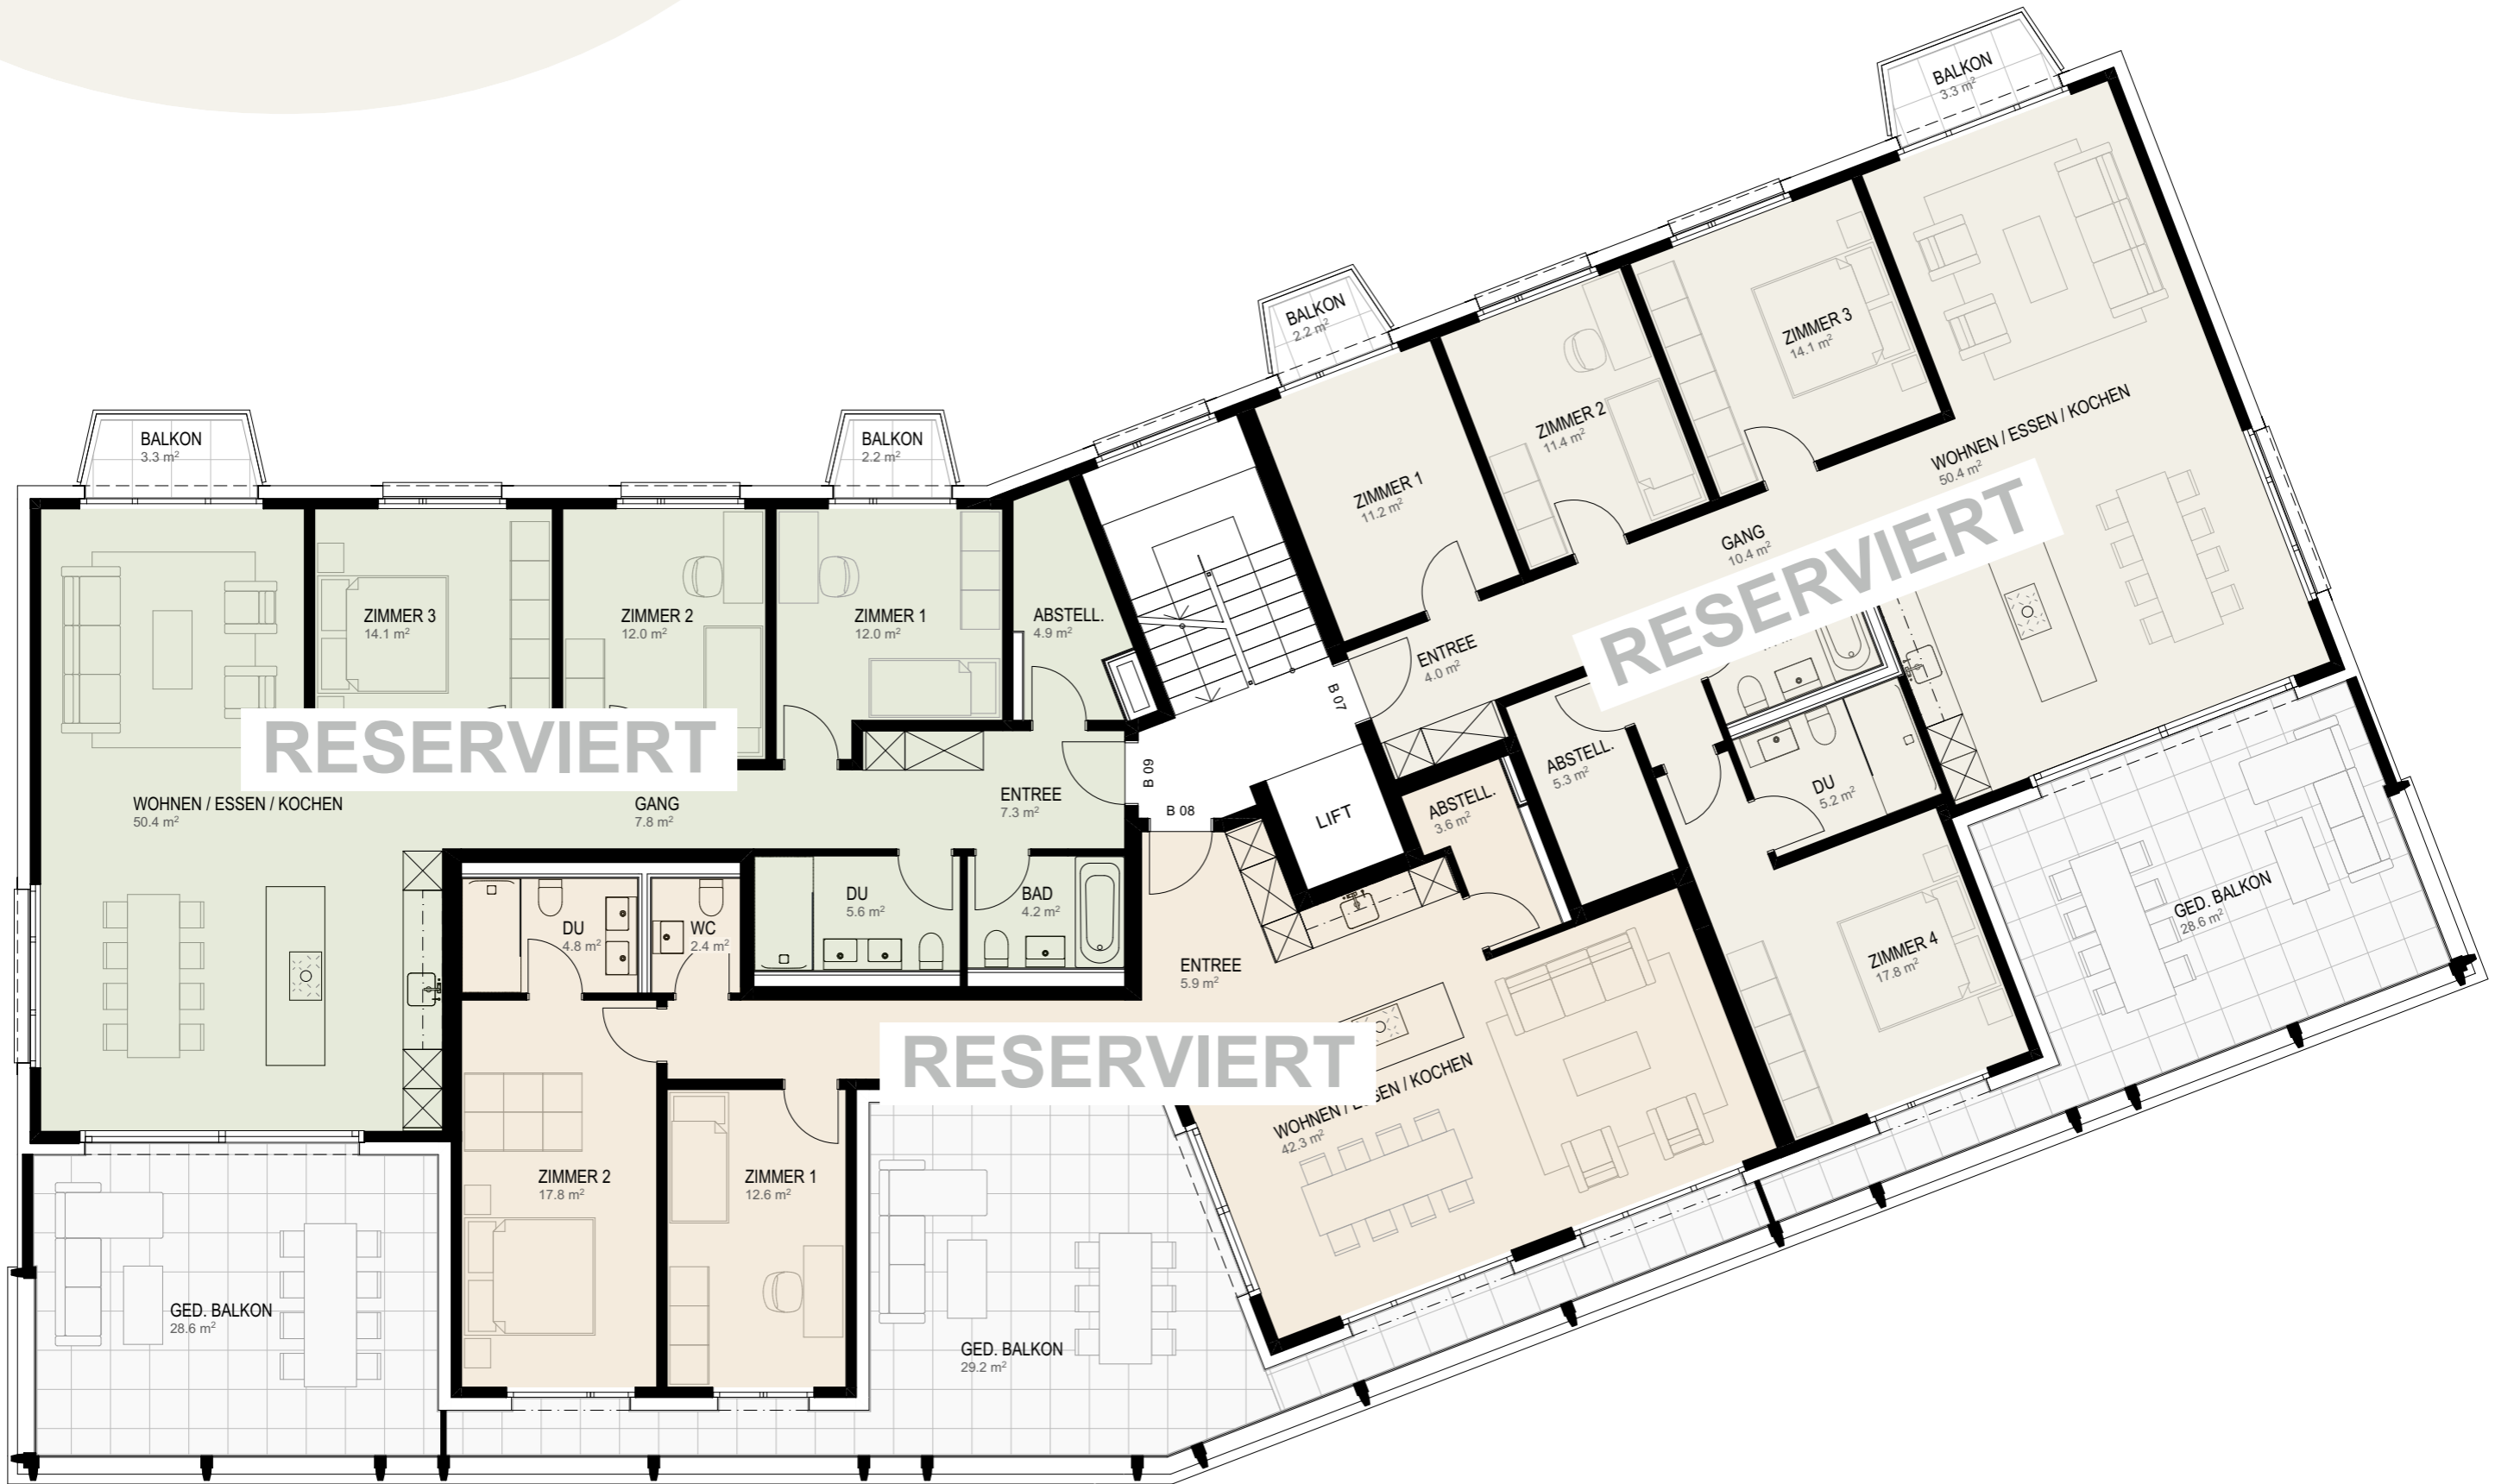 BALKON
3.3 m²
BALKON
2.2 m²
ZIMMER 3
14.1 m²
ZIMMER 2
12.0 m²
ZIMMER 1
12.0 m²
ABSTELL.
4.9 m²
RESERVIERT
WOHNEN / ESSEN / KOCHEN
50.4 m²
GANG
7.8 m²
ENTREE
7.3 m²
B 09
DU
5.6 m²
BAD
4.2 m²
GED. BALKON
28.6 m²
B 08
DU
4.8 m²
WC
2.4 m²
ENTREE
5.9 m²
ABSTELL.
3.6 m²
LIFT
RESERVIERT
WOHNEN / ESSEN / KOCHEN
42.3 m²
ZIMMER 2
17.8 m²
ZIMMER 1
12.6 m²
GED. BALKON
29.2 m²
BALKON
3.3 m²
BALKON
2.2 m²
ZIMMER 3
14.1 m²
ZIMMER 2
11.4 m²
ZIMMER 1
11.2 m²
WOHNEN / ESSEN / KOCHEN
50.4 m²
GANG
10.4 m²
RESERVIERT
ENTREE
4.0 m²
B 07
ABSTELL.
5.3 m²
DU
5.2 m²
ZIMMER 4
17.8 m²
GED. BALKON
28.6 m²